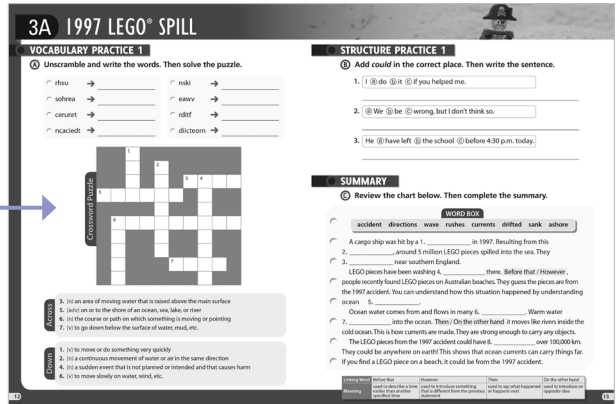 3A 1997 LEGO® SPILL
VOCABULARY PRACTICE 1
A Unscramble and write the words. Then solve the puzzle.
rhsu → ____________
nski → ____________
sohrea → ____________
eawv → ____________
cerunrt → ____________
rditf → ____________
ncaciedt → ____________
diictcorn → ____________
Crossword Puzzle
1
2
3 4
5
6
7
Across
3. (n) an area of moving water that is raised above the main surface
5. (adv) on or to the shore of an ocean, sea, lake, or river
6. (n) the course or path on which something is moving or pointing
7. (v) to go down below the surface of water, mud, etc.
Down
1. (v) to move or do something very quickly
2. (n) a continuous movement of water or air in the same direction
4. (n) a sudden event that is not planned or intended and that causes harm
6. (v) to move slowly on water, wind, etc.
12
STRUCTURE PRACTICE 1
B Add could in the correct place. Then write the sentence.
1. I ⓐ do ⓑ it ⓒ if you helped me.
2. ⓐ We ⓑ be ⓒ wrong, but I don't think so.
3. He ⓐ have left ⓑ the school ⓒ before 4:30 p.m. today.
SUMMARY
C Review the chart below. Then complete the summary.
WORD BOX
accident directions wave rushes currents drifted sank ashore
A cargo ship was hit by a 1. __________ in 1997. Resulting from this
2. __________, around 5 million LEGO pieces spilled into the sea. They
3. __________ near southern England.
LEGO pieces have been washing 4. __________ there. Before that / However,
people recently found LEGO pieces on Australian beaches. They guess the pieces are from
the 1997 accident. You can understand how this situation happened by understanding
ocean 5. __________.
Ocean water comes from and flows in many 6. __________. Warm water
7. __________ into the ocean. Then / On the other hand it moves like rivers inside the
cold ocean. This is how currents are made. They are strong enough to carry any objects.
The LEGO pieces from the 1997 accident could have 8. __________ over 100,000 km.
They could be anywhere on earth! This shows that ocean currents can carry things far.
If you find a LEGO piece on a beach, it could be from the 1997 accident.
Linking Word Before that However Then On the other hand
Meaning used to describe a time earlier than another specified time used to introduce something that is different from the previous statement used to say what happened or happens next used to introduce an opposite idea
13